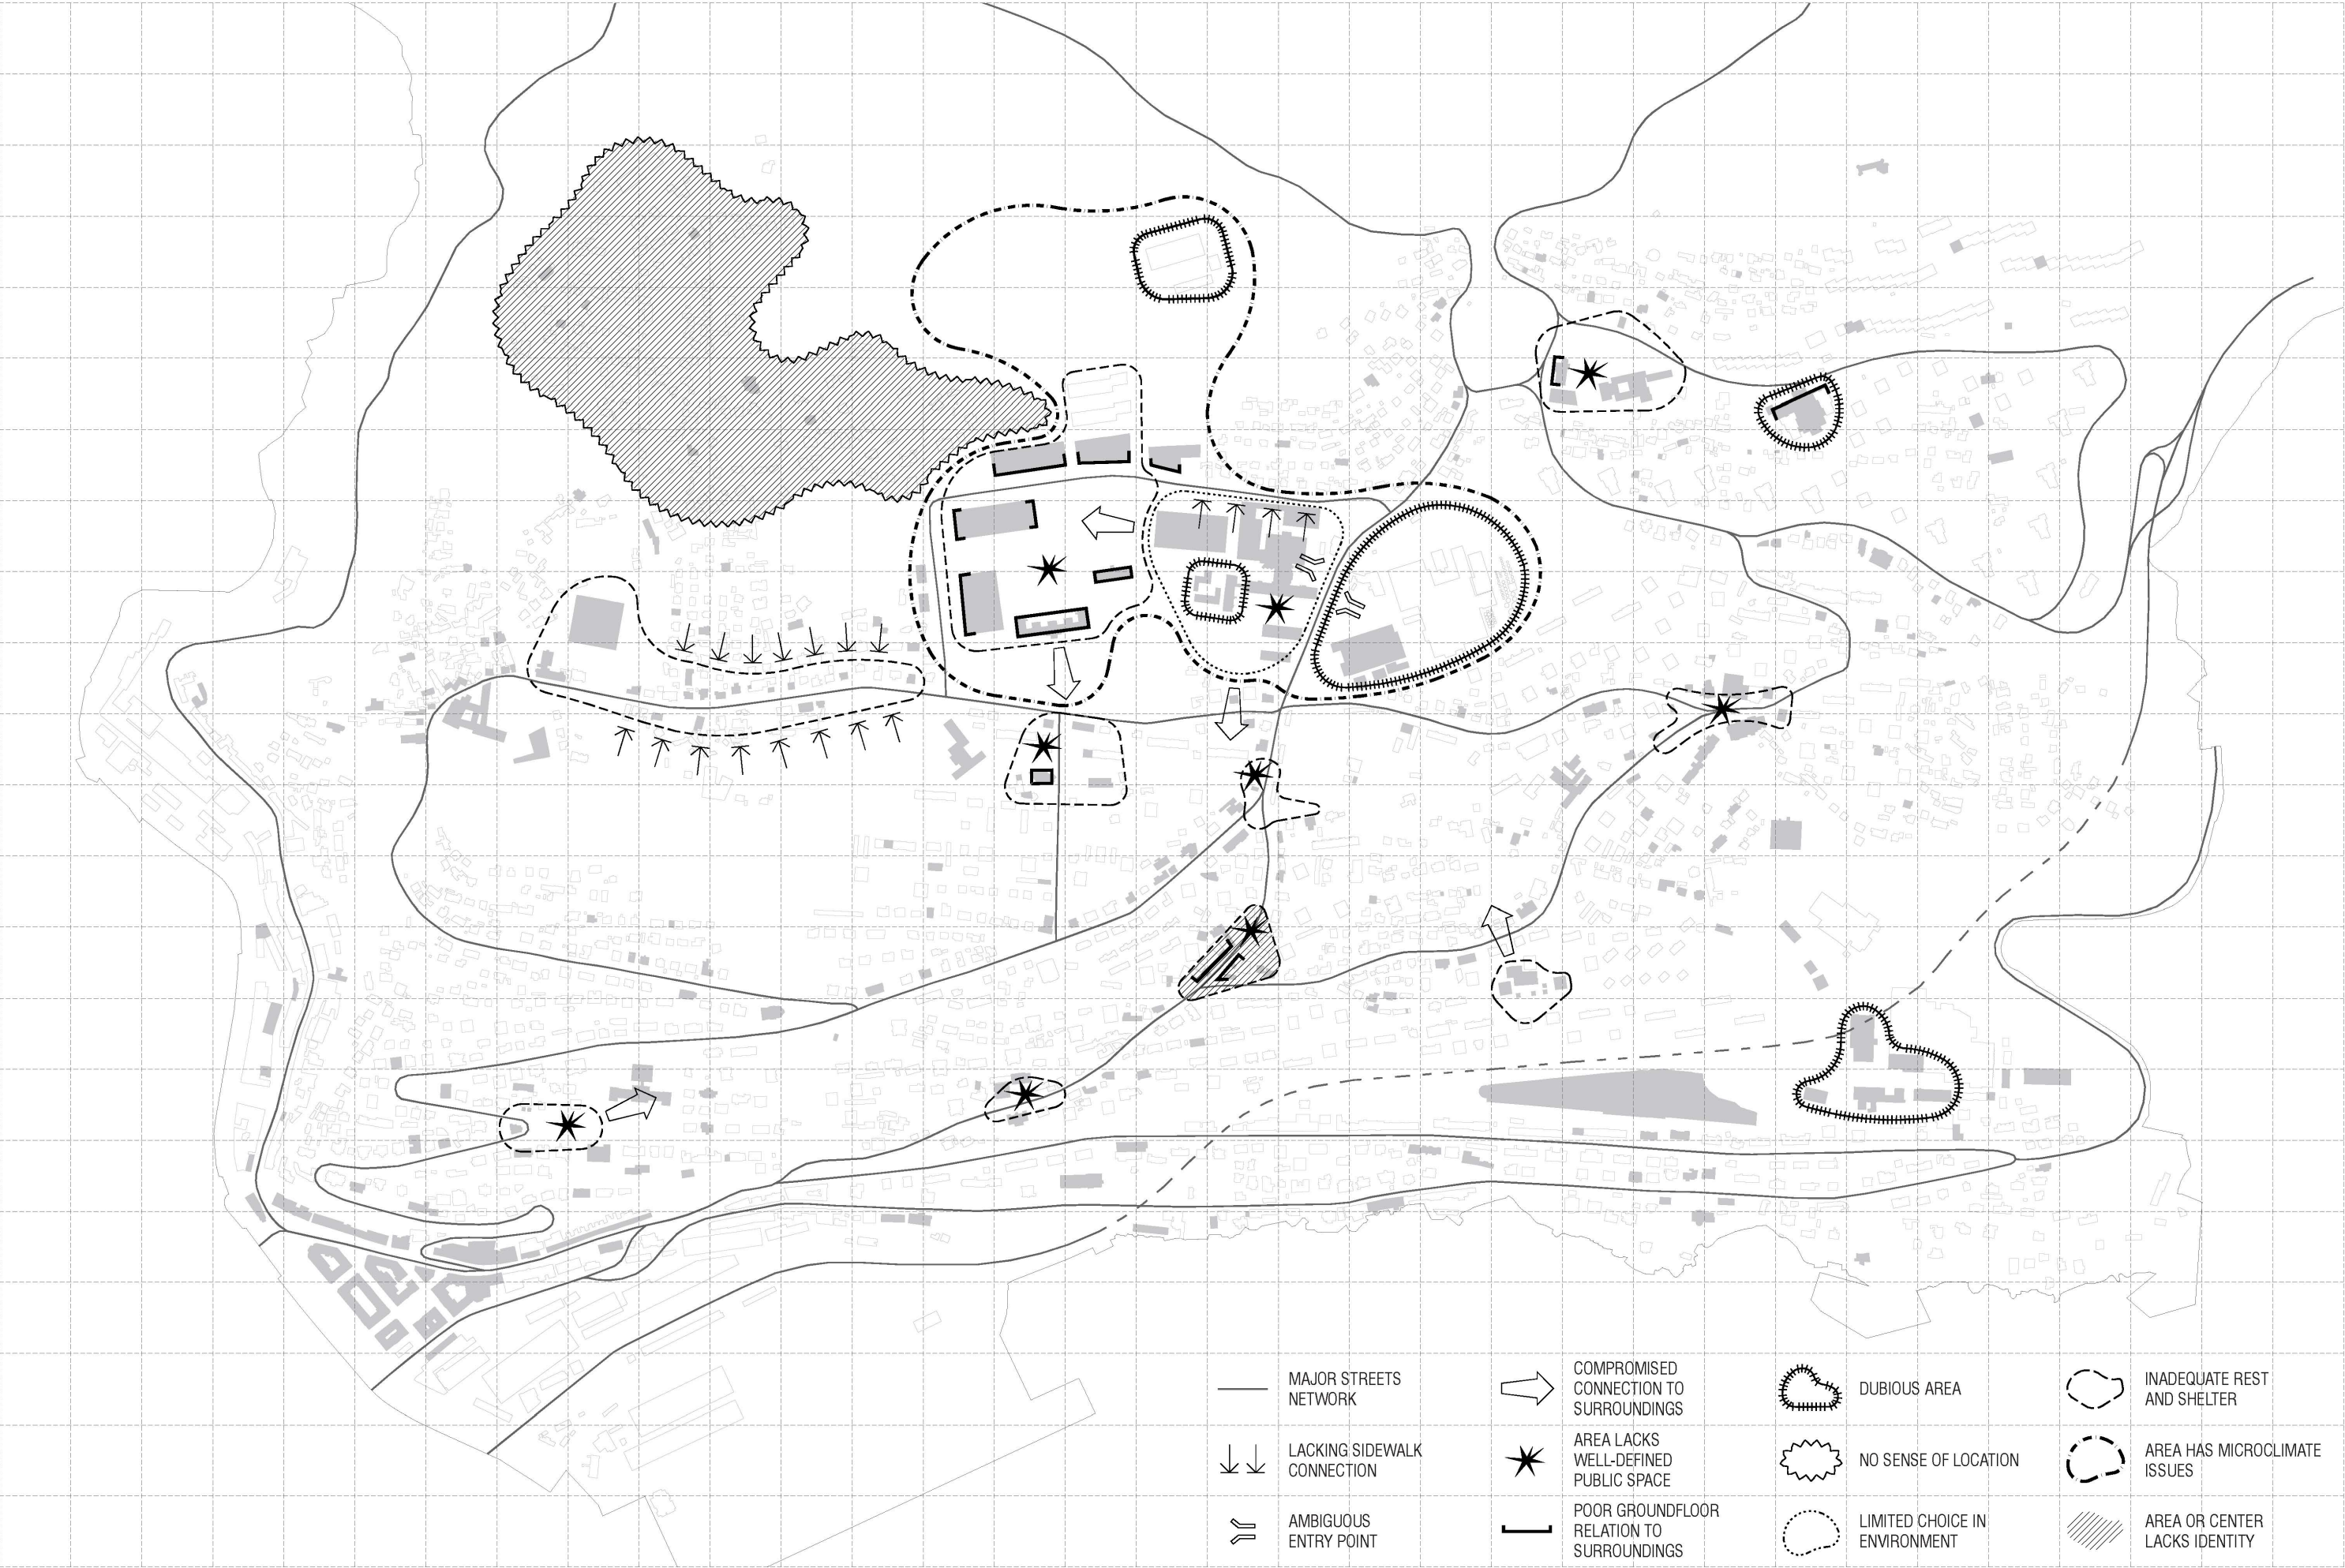 MAJOR STREETS
NETWORK
COMPROMISED
CONNECTION TO
SURROUNDINGS
DUBIOUS AREA
INADEQUATE REST
AND SHELTER
LACKING SIDEWALK
CONNECTION
AREA LACKS
WELL-DEFINED
PUBLIC SPACE
NO SENSE OF LOCATION
AREA HAS MICROCLIMATE
ISSUES
AMBIGUOUS
ENTRY POINT
POOR GROUNDFLOOR
RELATION TO
SURROUNDINGS
LIMITED CHOICE IN
ENVIRONMENT
AREA OR CENTER
LACKS IDENTITY